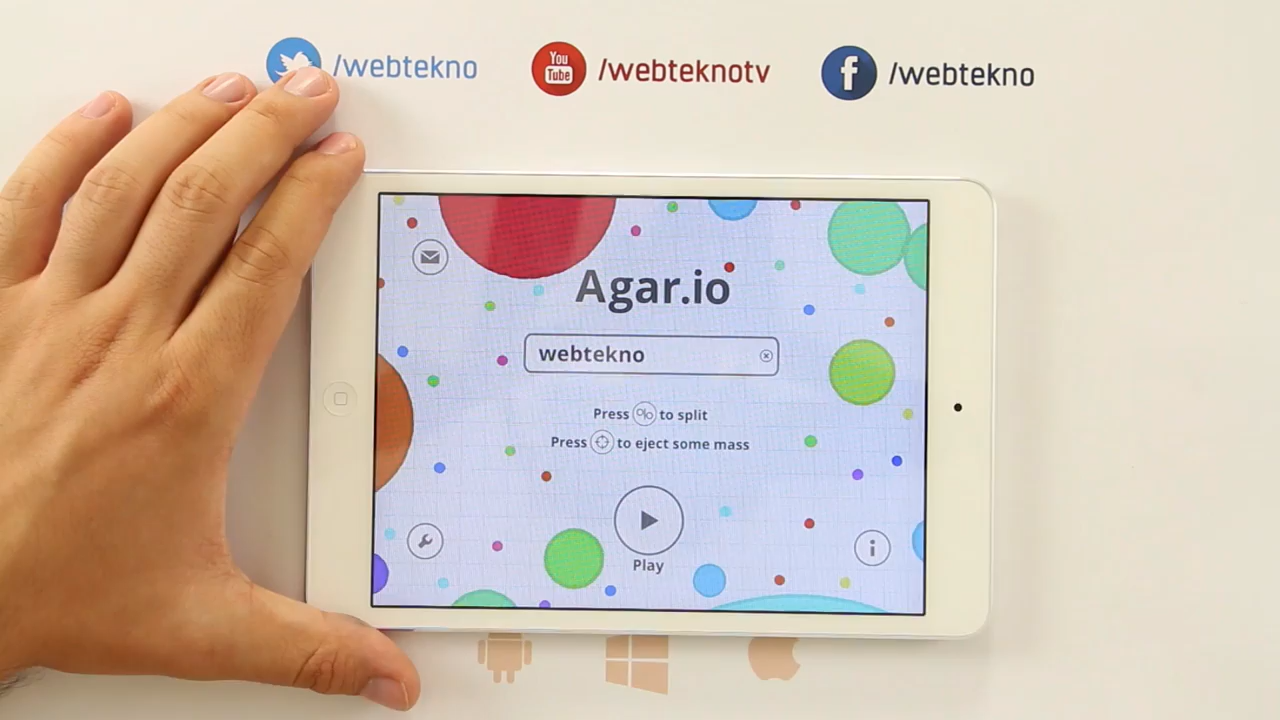 /webtekno
You
Tube
/webteknotv
f
/webtekno
Agar.io
webtekno
Press to split
Press to eject some mass
Play
i